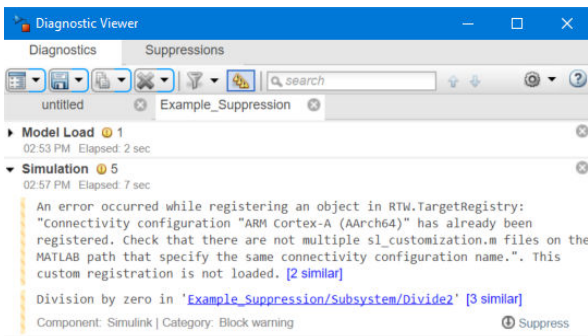 Diagnostic Viewer
Diagnostics Suppressions
search
untitled Example_Suppression
Model Load 1
02:53 PM Elapsed: 2 sec
Simulation 5
02:57 PM Elapsed: 7 sec
An error occurred while registering an object in RTW.TargetRegistry:
"Connectivity configuration "ARM Cortex-A (AArch64)" has already been
registered. Check that there are not multiple sl_customization.m files on the
MATLAB path that specify the same connectivity configuration name.". This
custom registration is not loaded. [2 similar]
Division by zero in 'Example_Suppression/Subsystem/Divide2' [3 similar]
Component: Simulink | Category: Block warning Suppress